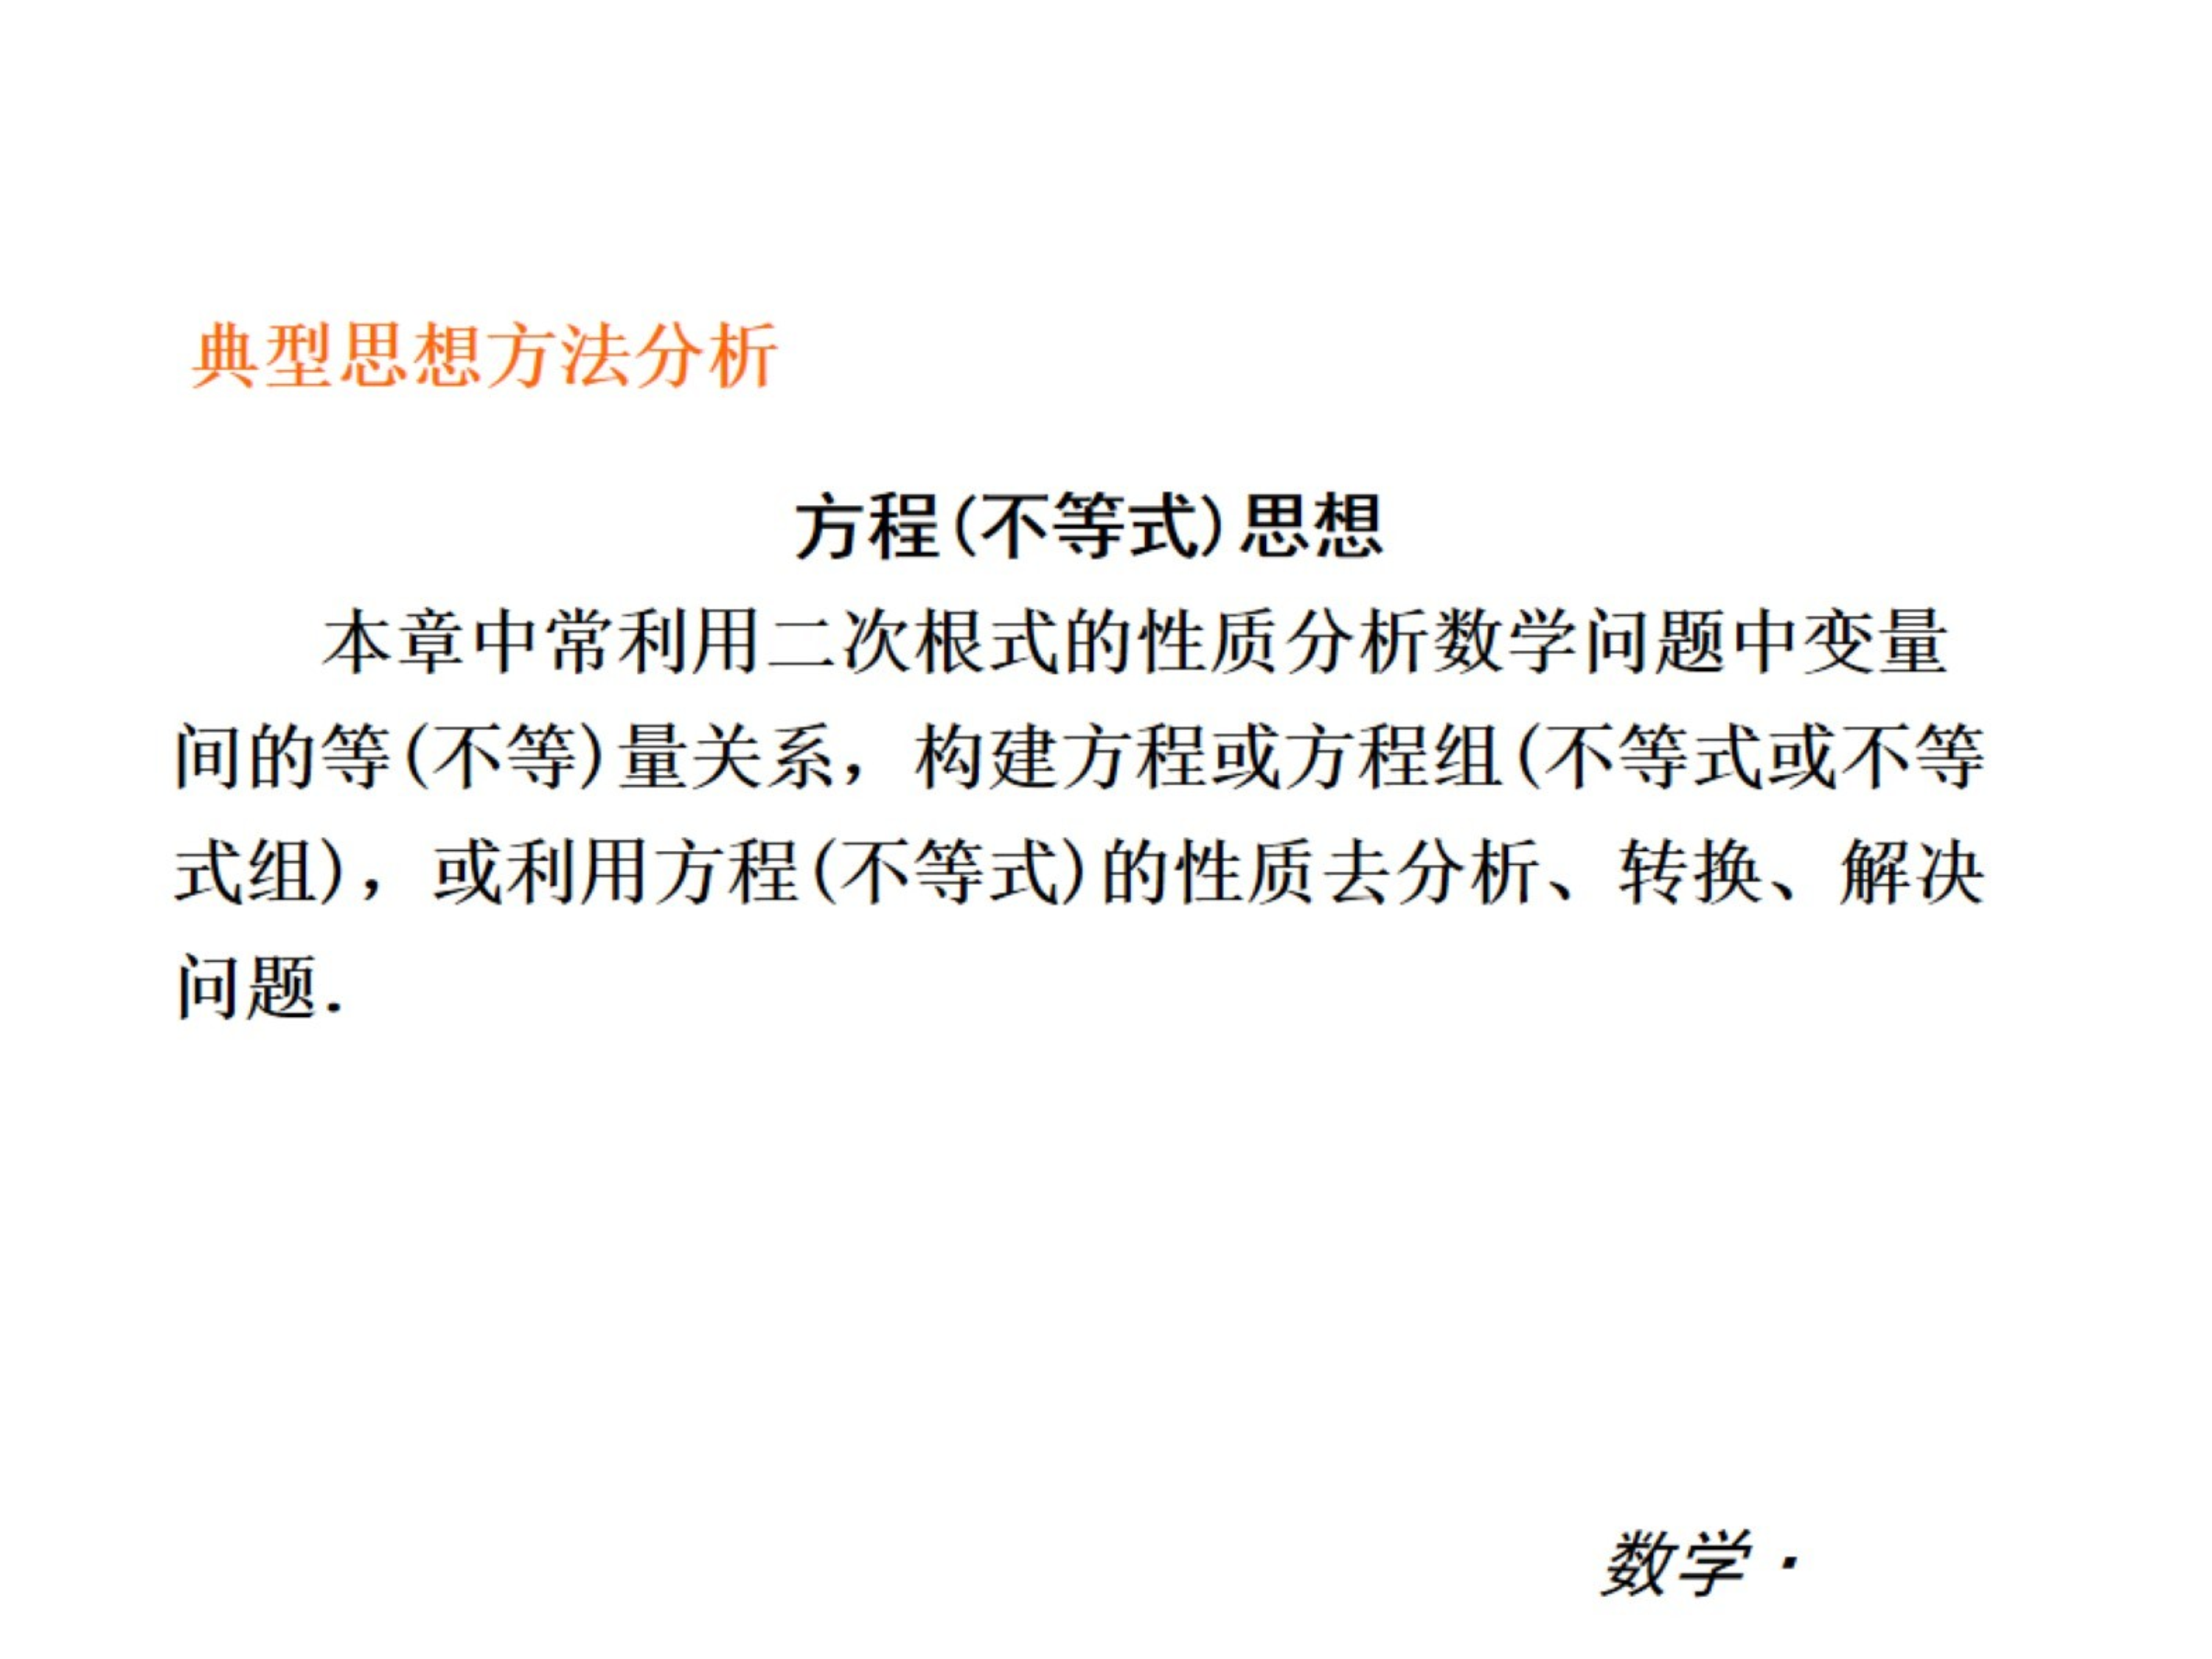 典型思想方法分析
方程(不等式)思想
本章中常利用二次根式的性质分析数学问题中变量
间的等(不等)量关系，构建方程或方程组(不等式或不等
式组)，或利用方程(不等式)的性质去分析、转换、解决
问题.
数学·